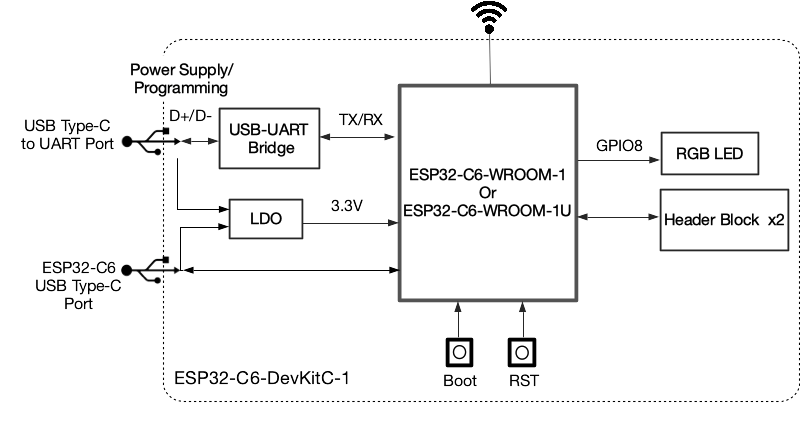 Power Supply/
Programming
D+/D-
USB Type-C
to UART Port
USB-UART
Bridge
TX/RX
ESP32-C6-WROOM-1
Or
ESP32-C6-WROOM-1U
GPIO8
RGB LED
LDO
3.3V
Header Block x2
ESP32-C6
USB Type-C
Port
Boot
RST
ESP32-C6-DevKitC-1